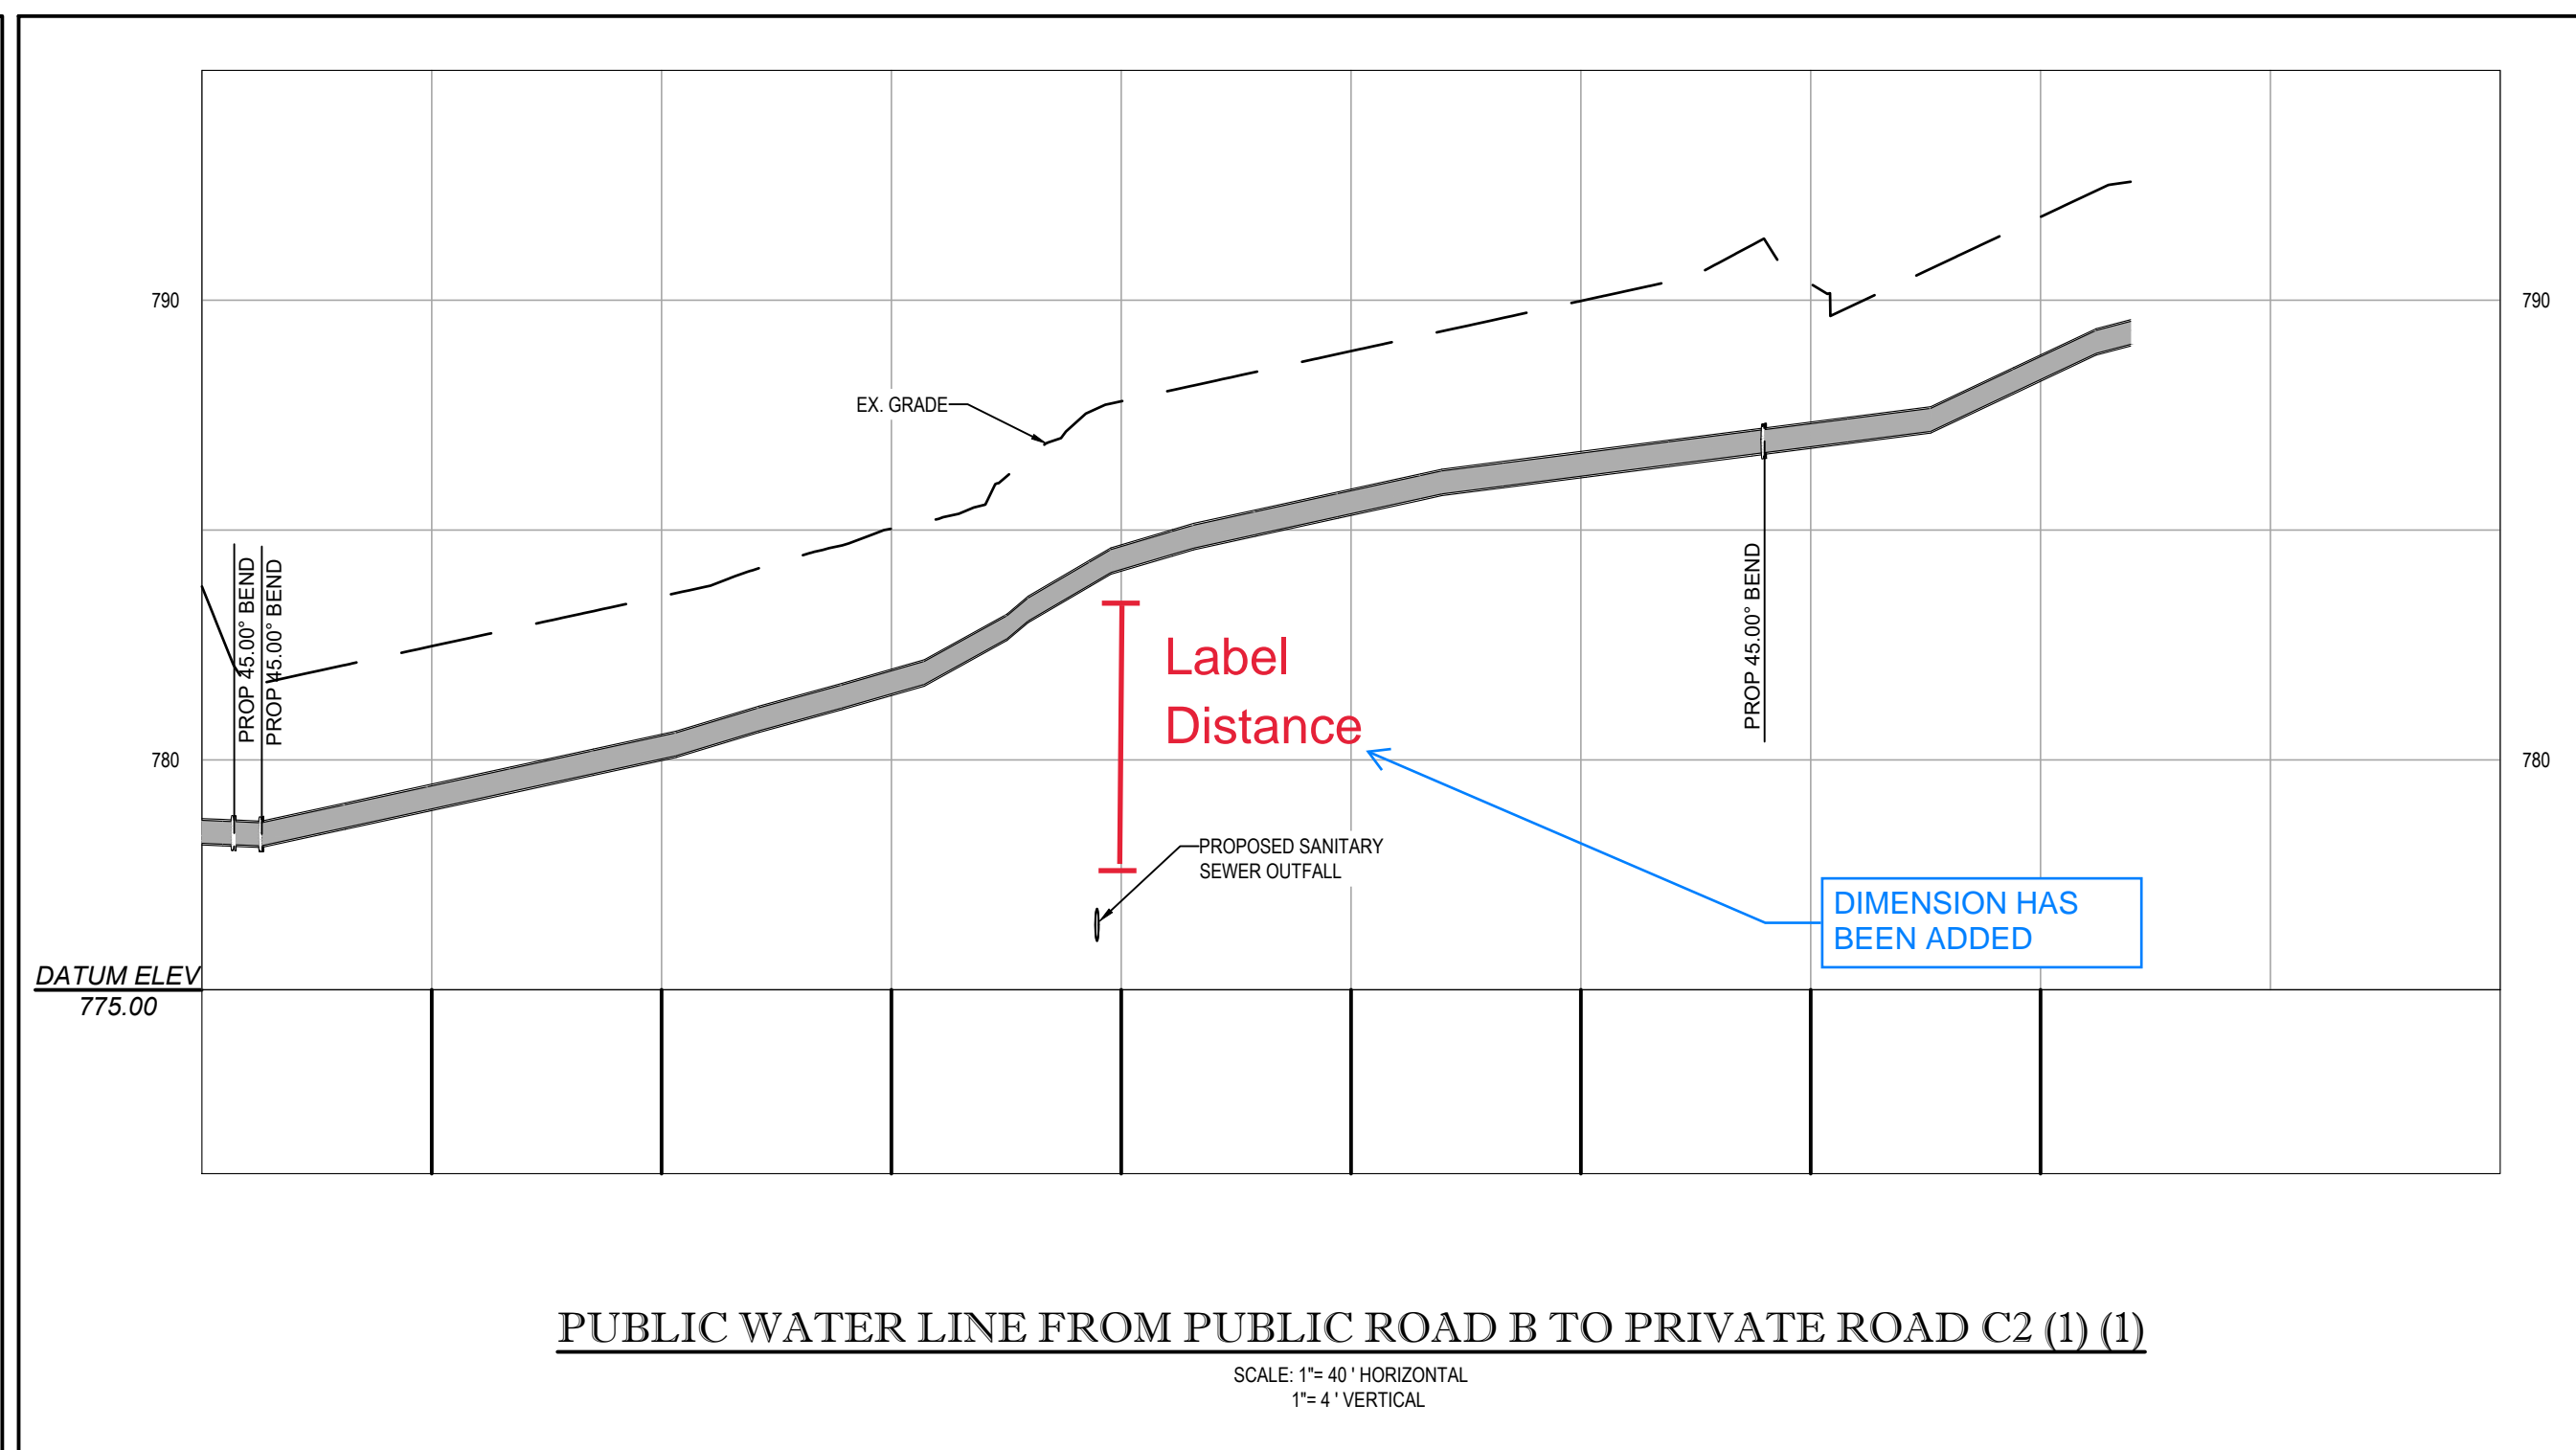 790
790
EX. GRADE
PROP 45.00° BEND
PROP 45.00° BEND
PROP 45.00° BEND
Label
Distance
780
780
PROPOSED SANITARY
SEWER OUTFALL
DIMENSION HAS
BEEN ADDED
DATUM ELEV
775.00
PUBLIC WATER LINE FROM PUBLIC ROAD B TO PRIVATE ROAD C2 (1) (1)
SCALE: 1"= 40 ' HORIZONTAL
1"= 4 ' VERTICAL